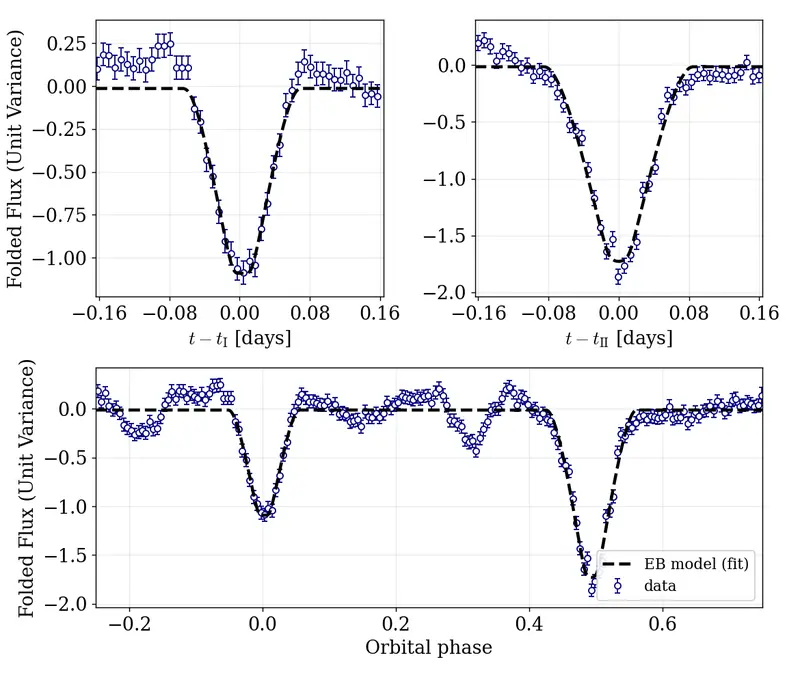 Folded Flux (Unit Variance)
0.25
0.00
−0.25
−0.50
−0.75
−1.00
−0.16 −0.08 0.00 0.08 0.16
t − tI [days]
0.0
−0.5
−1.0
−1.5
−2.0
−0.16 −0.08 0.00 0.08 0.16
t − tII [days]
Folded Flux (Unit Variance)
0.0
−0.5
−1.0
−1.5
−2.0
EB model (fit)
data
−0.2 0.0 0.2 0.4 0.6
Orbital phase